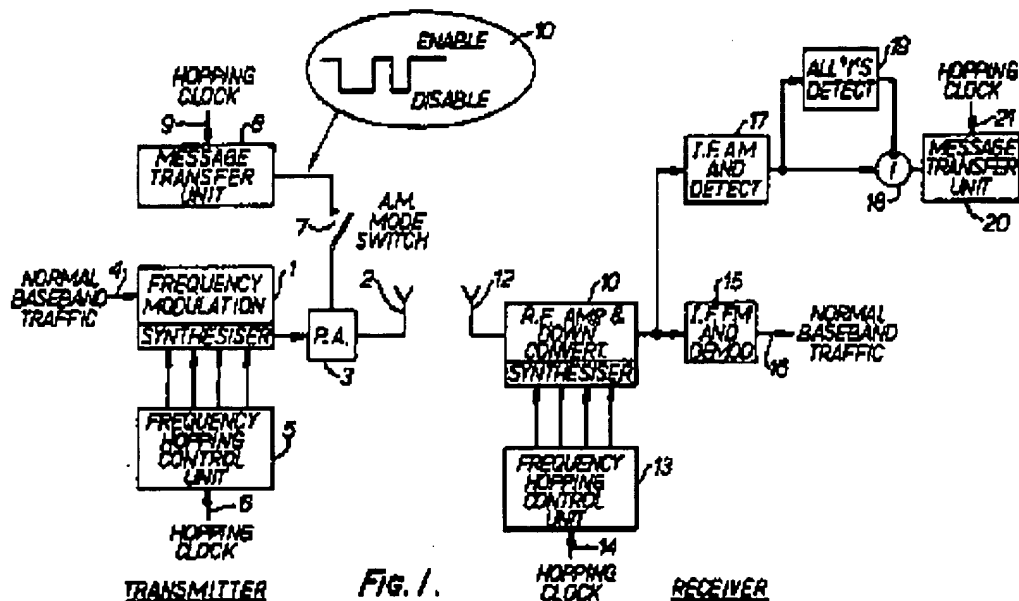 10
ENABLE
DISABLE
HOPPING
CLOCK
9
8
MESSAGE
TRANSFER
UNIT
7
A.M.
MODE
SWITCH
NORMAL
BASEBAND
TRAFFIC
4
FREQUENCY
MODULATION
SYNTHESISER
1
P.A.
3
2
FREQUENCY
HOPPING
CONTROL
UNIT
5
6
HOPPING
CLOCK
TRANSMITTER
FIG. 1.
12
10
R.F. AMP &
DOWN
CONVERT.
SYNTHESISER
FREQUENCY
HOPPING
CONTROL
UNIT
13
14
HOPPING
CLOCK
RECEIVER
15
I.F. FM
AND
DEMOD
16
NORMAL
BASEBAND
TRAFFIC
17
I.F. AM
AND
DETECT
ALL "1"S
DETECT
19
18
HOPPING
CLOCK
21
MESSAGE
TRANSFER
UNIT
20